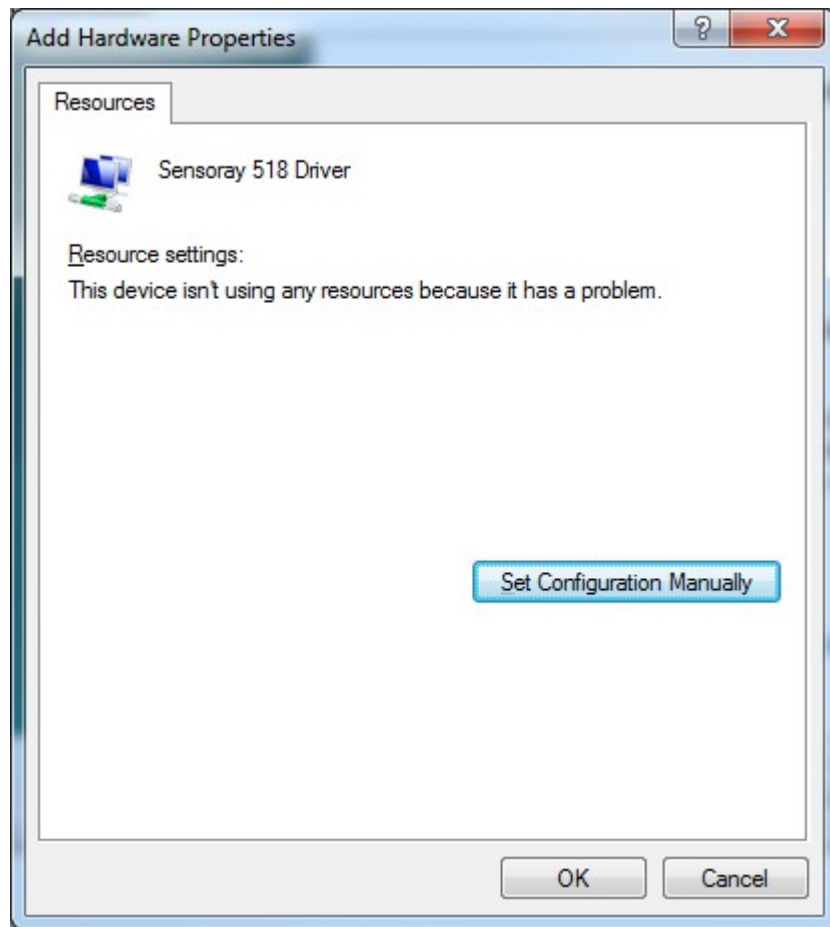 Add Hardware Properties
Resources
Sensoray 518 Driver
Resource settings:
This device isn't using any resources because it has a problem.
Set Configuration Manually
OK
Cancel